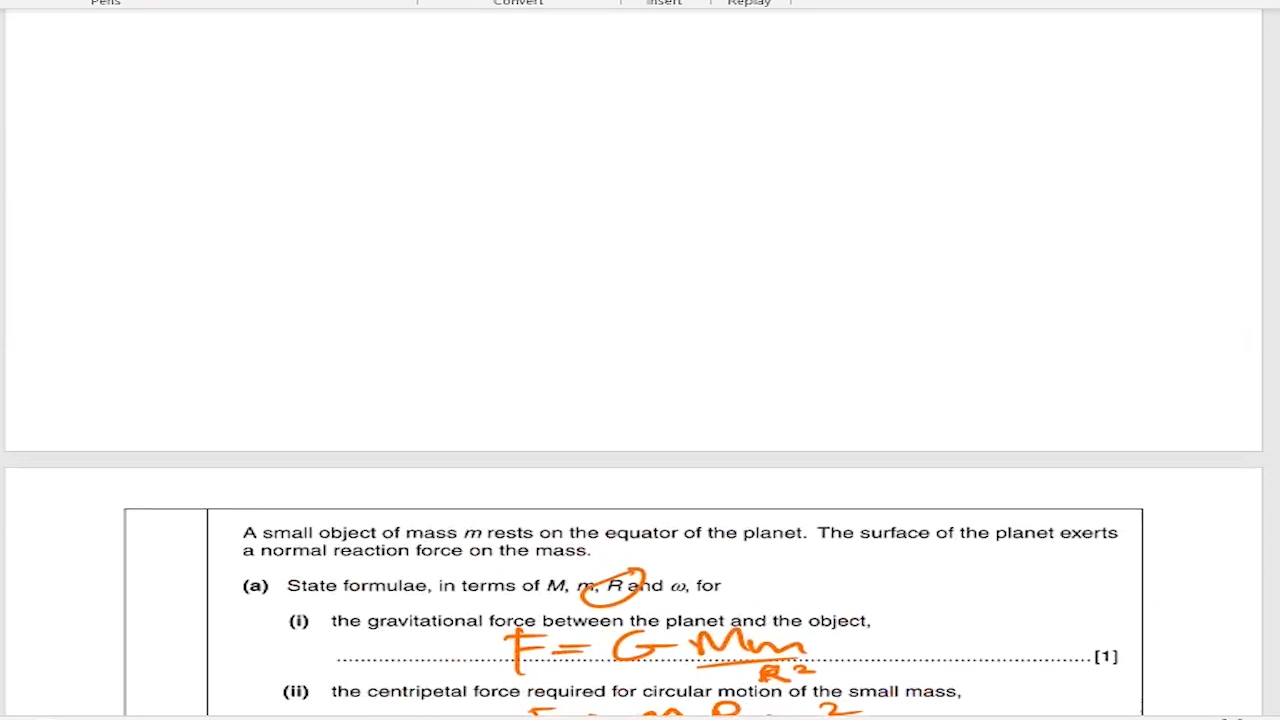 Pens Convert Insert Replay
A small object of mass m rests on the equator of the planet. The surface of the planet exerts
a normal reaction force on the mass.
(a) State formulae, in terms of M, m, R and ω, for
(i) the gravitational force between the planet and the object,
F = G Mm
[1]
R²
(ii) the centripetal force required for circular motion of the small mass,